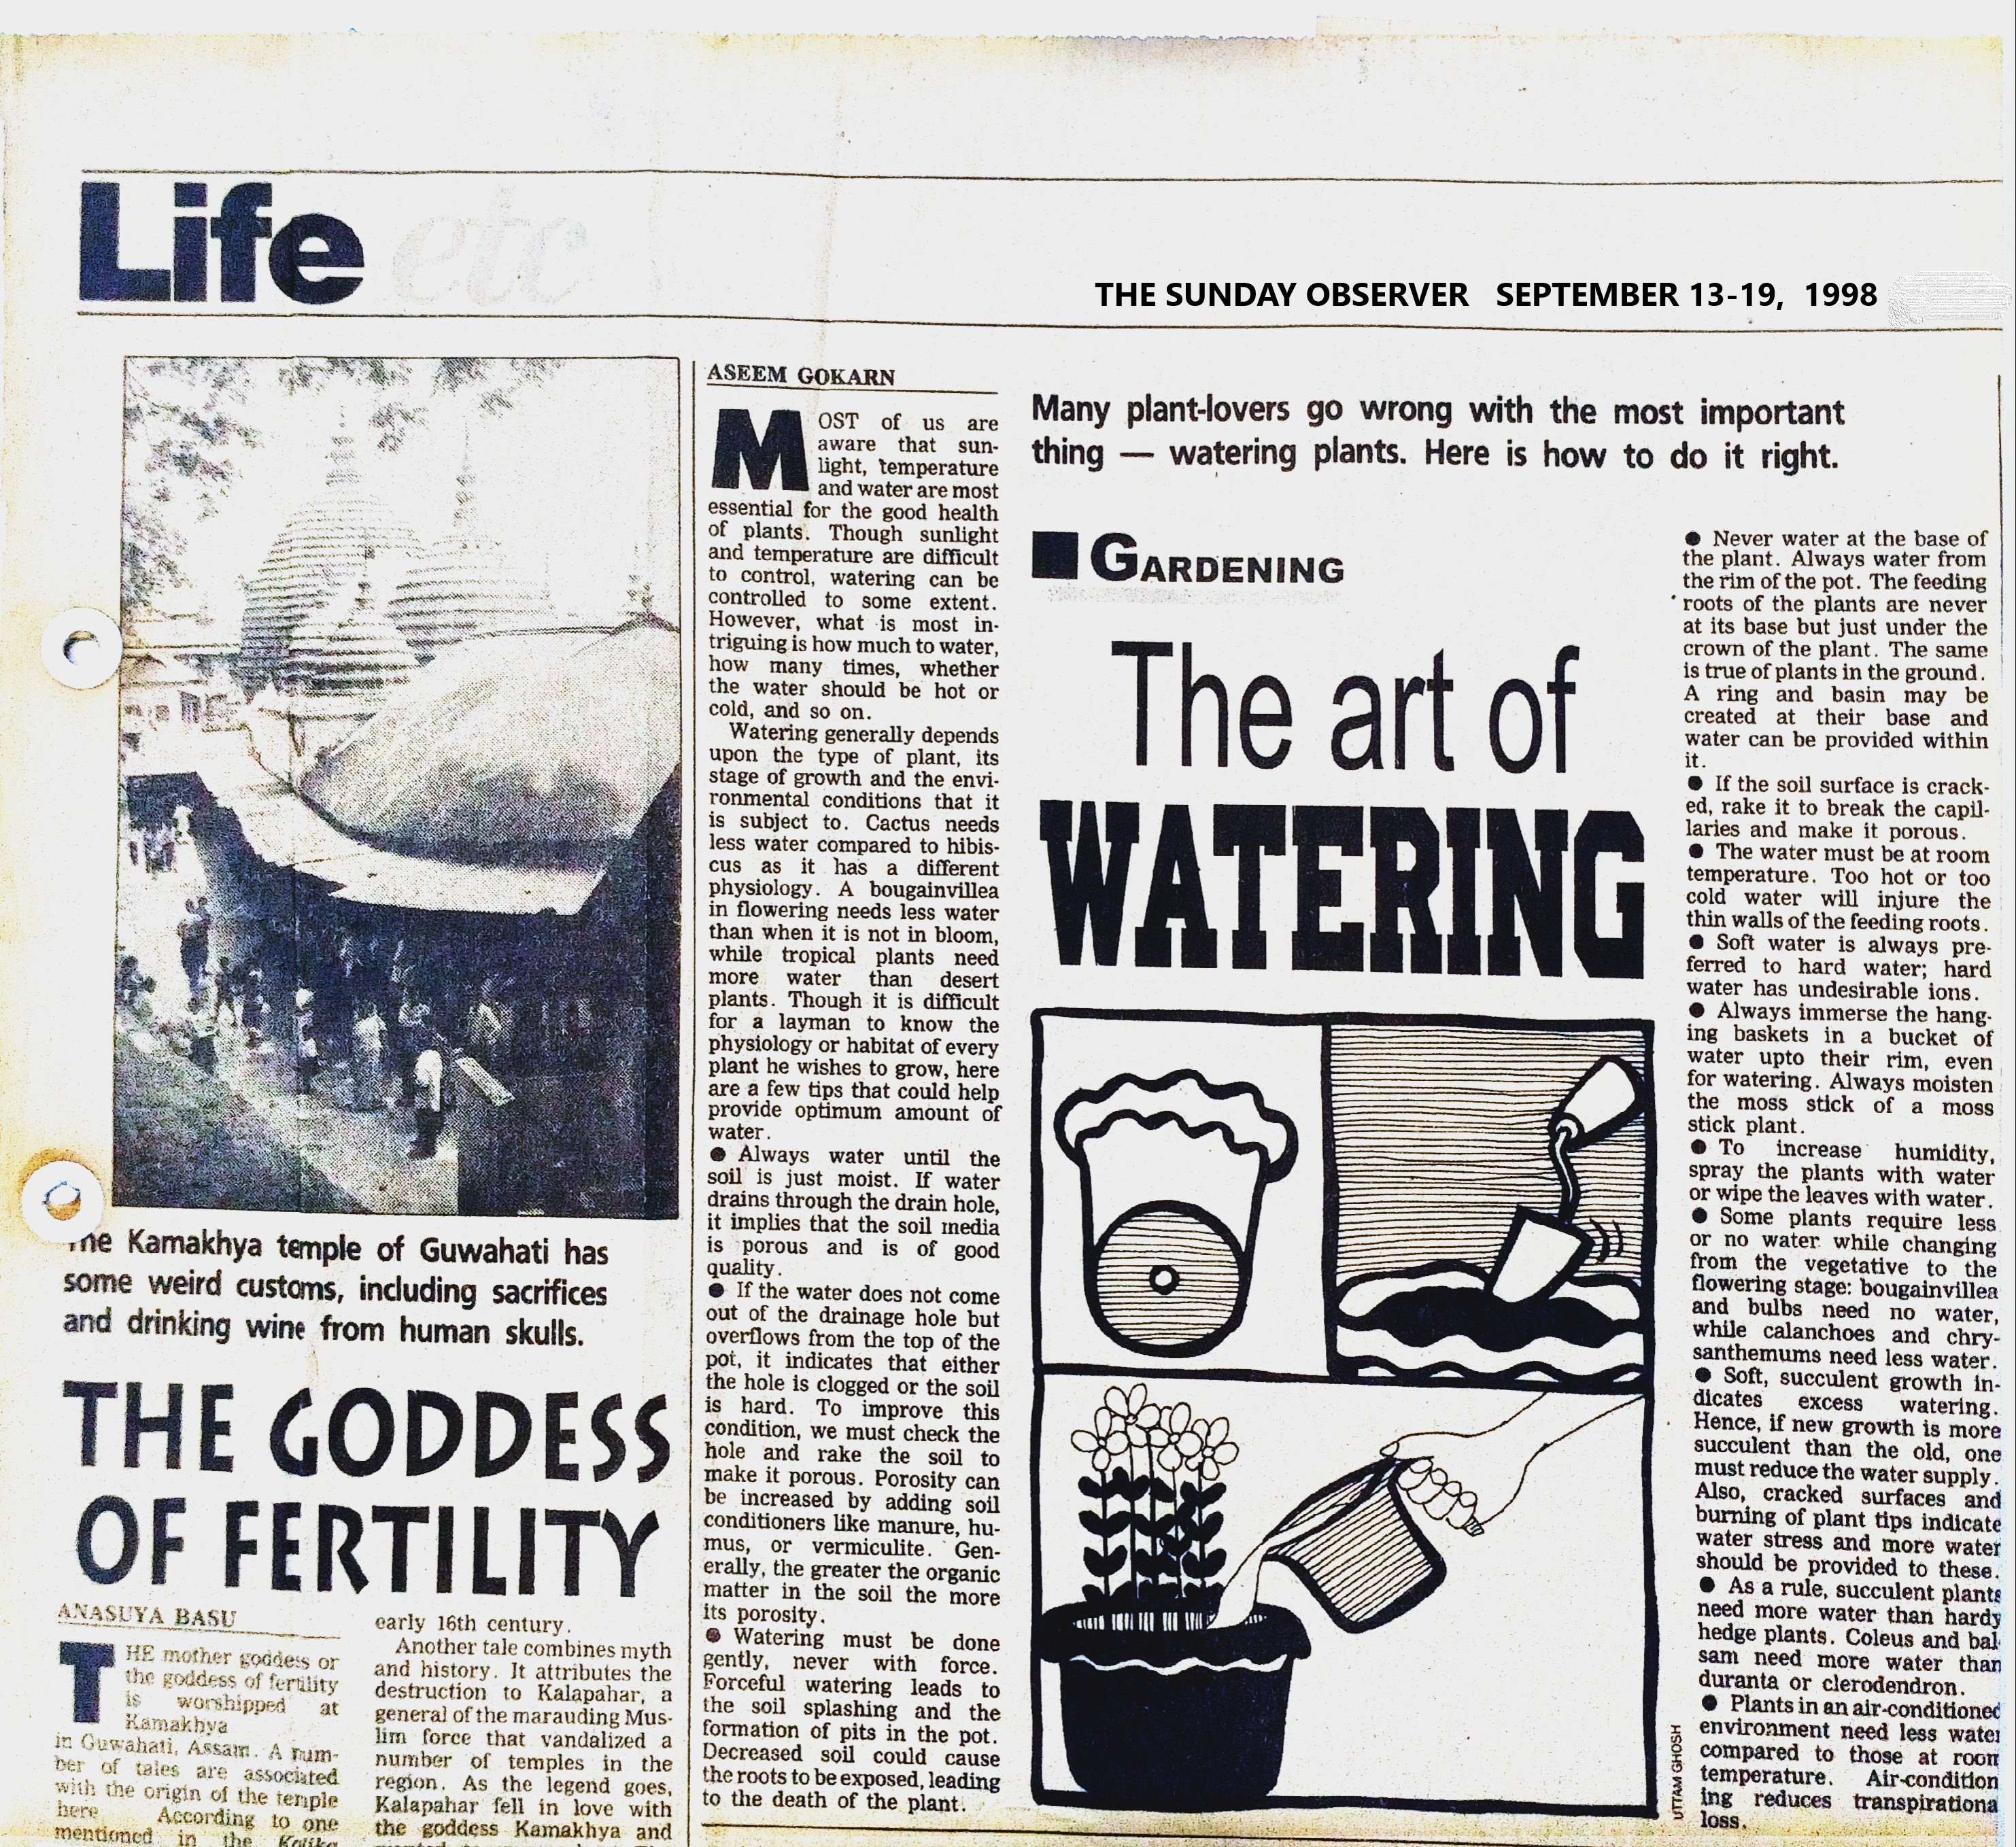 Life etc
THE SUNDAY OBSERVER SEPTEMBER 13-19, 1998
The Kamakhya temple of Guwahati has
some weird customs, including sacrifices
and drinking wine from human skulls.
THE GODDESS
OF FERTILITY
ANASUYA BASU
THE mother goddess or
the goddess of fertility
is worshipped at
Kamakhya
in Guwahati, Assam. A num-
ber of tales are associated
with the origin of the temple
here According to one
mentioned in the Kalika
early 16th century.
Another tale combines myth
and history. It attributes the
destruction to Kalapahar, a
general of the marauding Mus-
lim force that vandalized a
number of temples in the
region. As the legend goes,
Kalapahar fell in love with
the goddess Kamakhya and
ASEEM GOKARN
MOST of us are
aware that sun-
light, temperature
and water are most
essential for the good health
of plants. Though sunlight
and temperature are difficult
to control, watering can be
controlled to some extent.
However, what is most in-
triguing is how much to water,
how many times, whether
the water should be hot or
cold, and so on.
Watering generally depends
upon the type of plant, its
stage of growth and the envi-
ronmental conditions that it
is subject to. Cactus needs
less water compared to hibis-
cus as it has a different
physiology. A bougainvillea
in flowering needs less water
than when it is not in bloom,
while tropical plants need
more water than desert
plants. Though it is difficult
for a layman to know the
physiology or habitat of every
plant he wishes to grow, here
are a few tips that could help
provide optimum amount of
water.
● Always water until the
soil is just moist. If water
drains through the drain hole,
it implies that the soil media
is porous and is of good
quality.
● If the water does not come
out of the drainage hole but
overflows from the top of the
pot, it indicates that either
the hole is clogged or the soil
is hard. To improve this
condition, we must check the
hole and rake the soil to
make it porous. Porosity can
be increased by adding soil
conditioners like manure, hu-
mus, or vermiculite. Gen-
erally, the greater the organic
matter in the soil the more
its porosity.
● Watering must be done
gently, never with force.
Forceful watering leads to
the soil splashing and the
formation of pits in the pot.
Decreased soil could cause
the roots to be exposed, leading
to the death of the plant.
Many plant-lovers go wrong with the most important
thing — watering plants. Here is how to do it right.
■ GARDENING
The art of
WATERING
UTTAM GHOSH
● Never water at the base of
the plant. Always water from
the rim of the pot. The feeding
roots of the plants are never
at its base but just under the
crown of the plant. The same
is true of plants in the ground.
A ring and basin may be
created at their base and
water can be provided within
it.
● If the soil surface is crack-
ed, rake it to break the capil-
laries and make it porous.
● The water must be at room
temperature. Too hot or too
cold water will injure the
thin walls of the feeding roots.
● Soft water is always pre-
ferred to hard water; hard
water has undesirable ions.
● Always immerse the hang-
ing baskets in a bucket of
water upto their rim, even
for watering. Always moisten
the moss stick of a moss
stick plant.
● To increase humidity,
spray the plants with water
or wipe the leaves with water.
● Some plants require less
or no water while changing
from the vegetative to the
flowering stage: bougainvillea
and bulbs need no water,
while calanchoes and chry-
santhemums need less water.
● Soft, succulent growth in-
dicates excess watering.
Hence, if new growth is more
succulent than the old, one
must reduce the water supply.
Also, cracked surfaces and
burning of plant tips indicate
water stress and more water
should be provided to these.
● As a rule, succulent plants
need more water than hardy
hedge plants. Coleus and bal-
sam need more water than
duranta or clerodendron.
● Plants in an air-conditioned
environment need less water
compared to those at room
temperature. Air-condition
ing reduces transpirationa
loss.